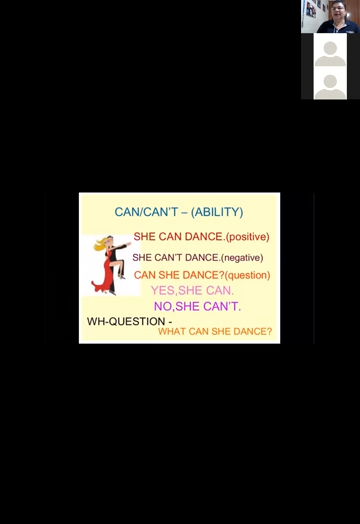 CAN/CAN'T – (ABILITY)
SHE CAN DANCE.(positive)
SHE CAN'T DANCE.(negative)
CAN SHE DANCE?(question)
YES,SHE CAN.
NO,SHE CAN'T.
WH-QUESTION -
WHAT CAN SHE DANCE?